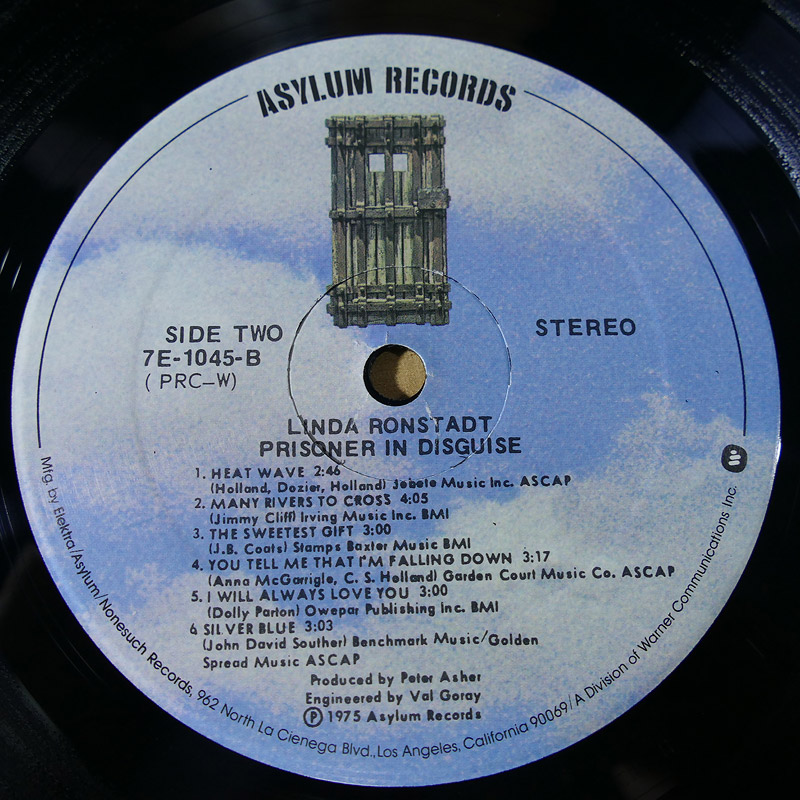 ASYLUM RECORDS
SIDE TWO
7E-1045-B
(PRC-W)
STEREO
LINDA RONSTADT
PRISONER IN DISGUISE
1. HEAT WAVE 2:46
(Holland, Dozier, Holland) Jobete Music Inc. ASCAP
2. MANY RIVERS TO CROSS 4:05
(Jimmy Cliff) Irving Music Inc. BMI
3. THE SWEETEST GIFT 3:00
(J.B. Coats) Stamps Baxter Music BMI
4. YOU TELL ME THAT I'M FALLING DOWN 3:17
(Anna McGarrigle, C. S. Holland) Garden Court Music Co. ASCAP
5. I WILL ALWAYS LOVE YOU 3:00
(Dolly Parton) Owepar Publishing Inc. BMI
6 SILVER BLUE 3:03
(John David Souther) Benchmark Music/Golden
Spread Music ASCAP
Produced by Peter Asher
Engineered by Val Garay
Ⓟ 1975 Asylum Records
Mfg. by Elektra/Asylum/Nonesuch Records, 962 North La Cienega Blvd., Los Angeles, California 90069/A Division of Warner Communications Inc.